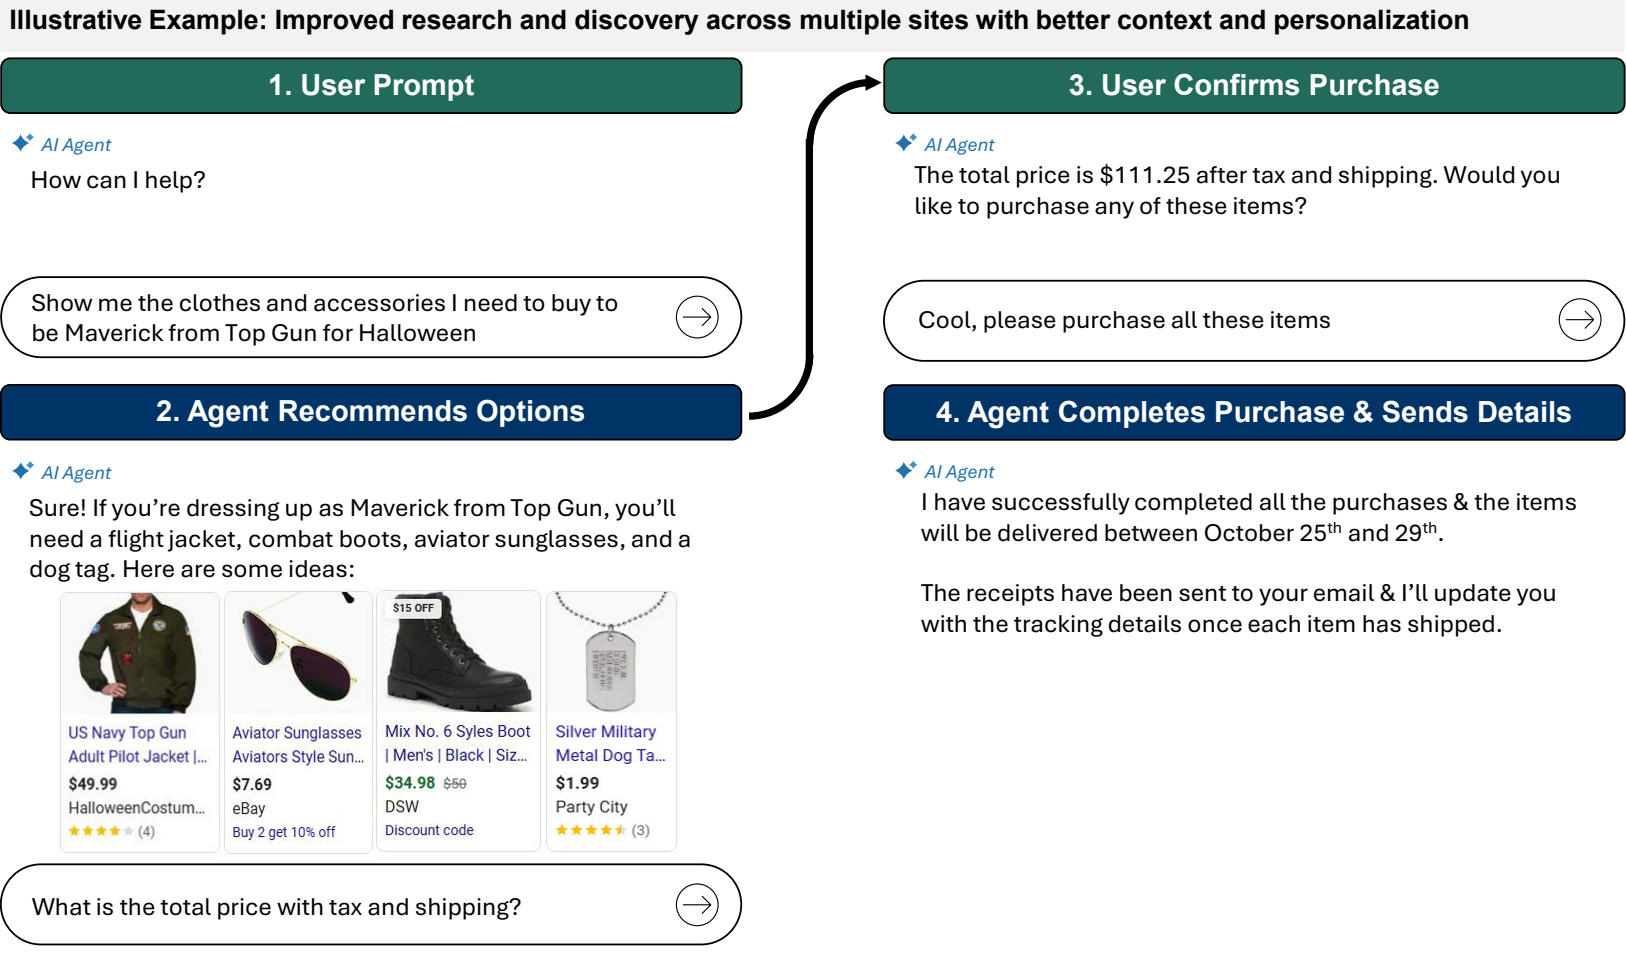 Illustrative Example: Improved research and discovery across multiple sites with better context and personalization
1. User Prompt
AI Agent
How can I help?
Show me the clothes and accessories I need to buy to
be Maverick from Top Gun for Halloween
2. Agent Recommends Options
AI Agent
Sure! If you’re dressing up as Maverick from Top Gun, you’ll
need a flight jacket, combat boots, aviator sunglasses, and a
dog tag. Here are some ideas:
US Navy Top Gun
Adult Pilot Jacket |...
$49.99
HalloweenCostum...
(4)
Aviator Sunglasses
Aviators Style Sun...
$7.69
eBay
Buy 2 get 10% off
$15 OFF
Mix No. 6 Syles Boot
| Men's | Black | Siz...
$34.98 $50
DSW
Discount code
Silver Military
Metal Dog Ta...
$1.99
Party City
(3)
What is the total price with tax and shipping?
3. User Confirms Purchase
AI Agent
The total price is $111.25 after tax and shipping. Would you
like to purchase any of these items?
Cool, please purchase all these items
4. Agent Completes Purchase & Sends Details
AI Agent
I have successfully completed all the purchases & the items
will be delivered between October 25th and 29th.
The receipts have been sent to your email & I’ll update you
with the tracking details once each item has shipped.